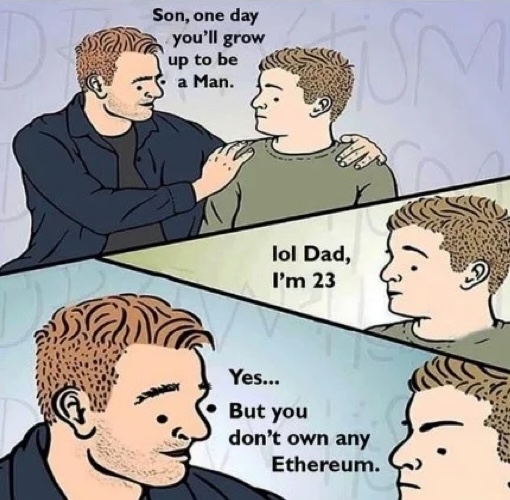 Son, one day
you'll grow
up to be
a Man.
lol Dad,
I'm 23
Yes...
But you
don't own any
Ethereum.